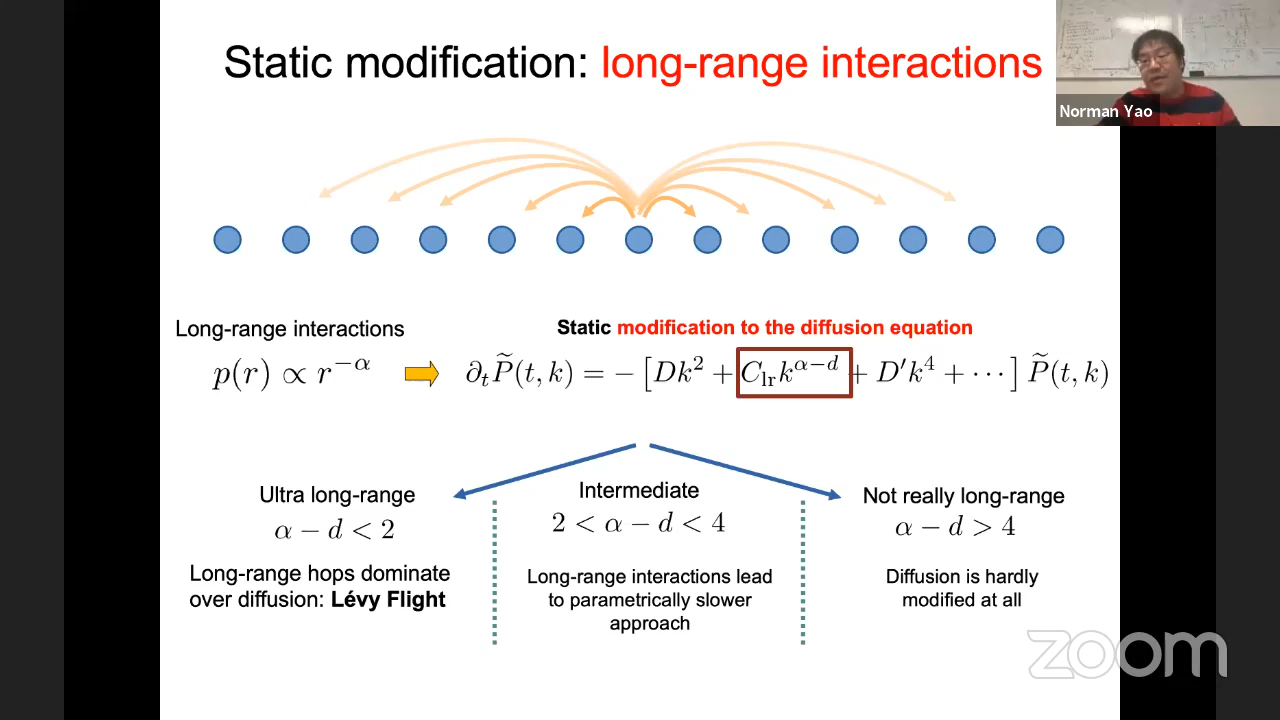 Static modification: long-range interactions
Norman Yao
Long-range interactions
Static modification to the diffusion equation
p(r) ∝ r^{−α}
∂_t P̃(t, k) = −[Dk^2 + C_{lr}k^{α−d} + D′k^4 + ⋯] P̃(t, k)
Ultra long-range
α − d < 2
Long-range hops dominate
over diffusion: Lévy Flight
Intermediate
2 < α − d < 4
Long-range interactions lead
to parametrically slower
approach
Not really long-range
α − d > 4
Diffusion is hardly
modified at all
zoom